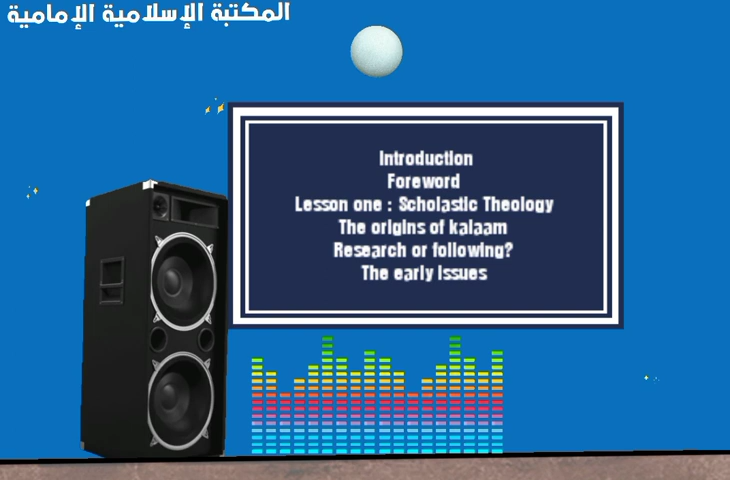 المكتبة الإسلامية الإمامية
Introduction
Foreword
Lesson one : Scholastic Theology
The origins of kalaam
Research or following?
The early issues